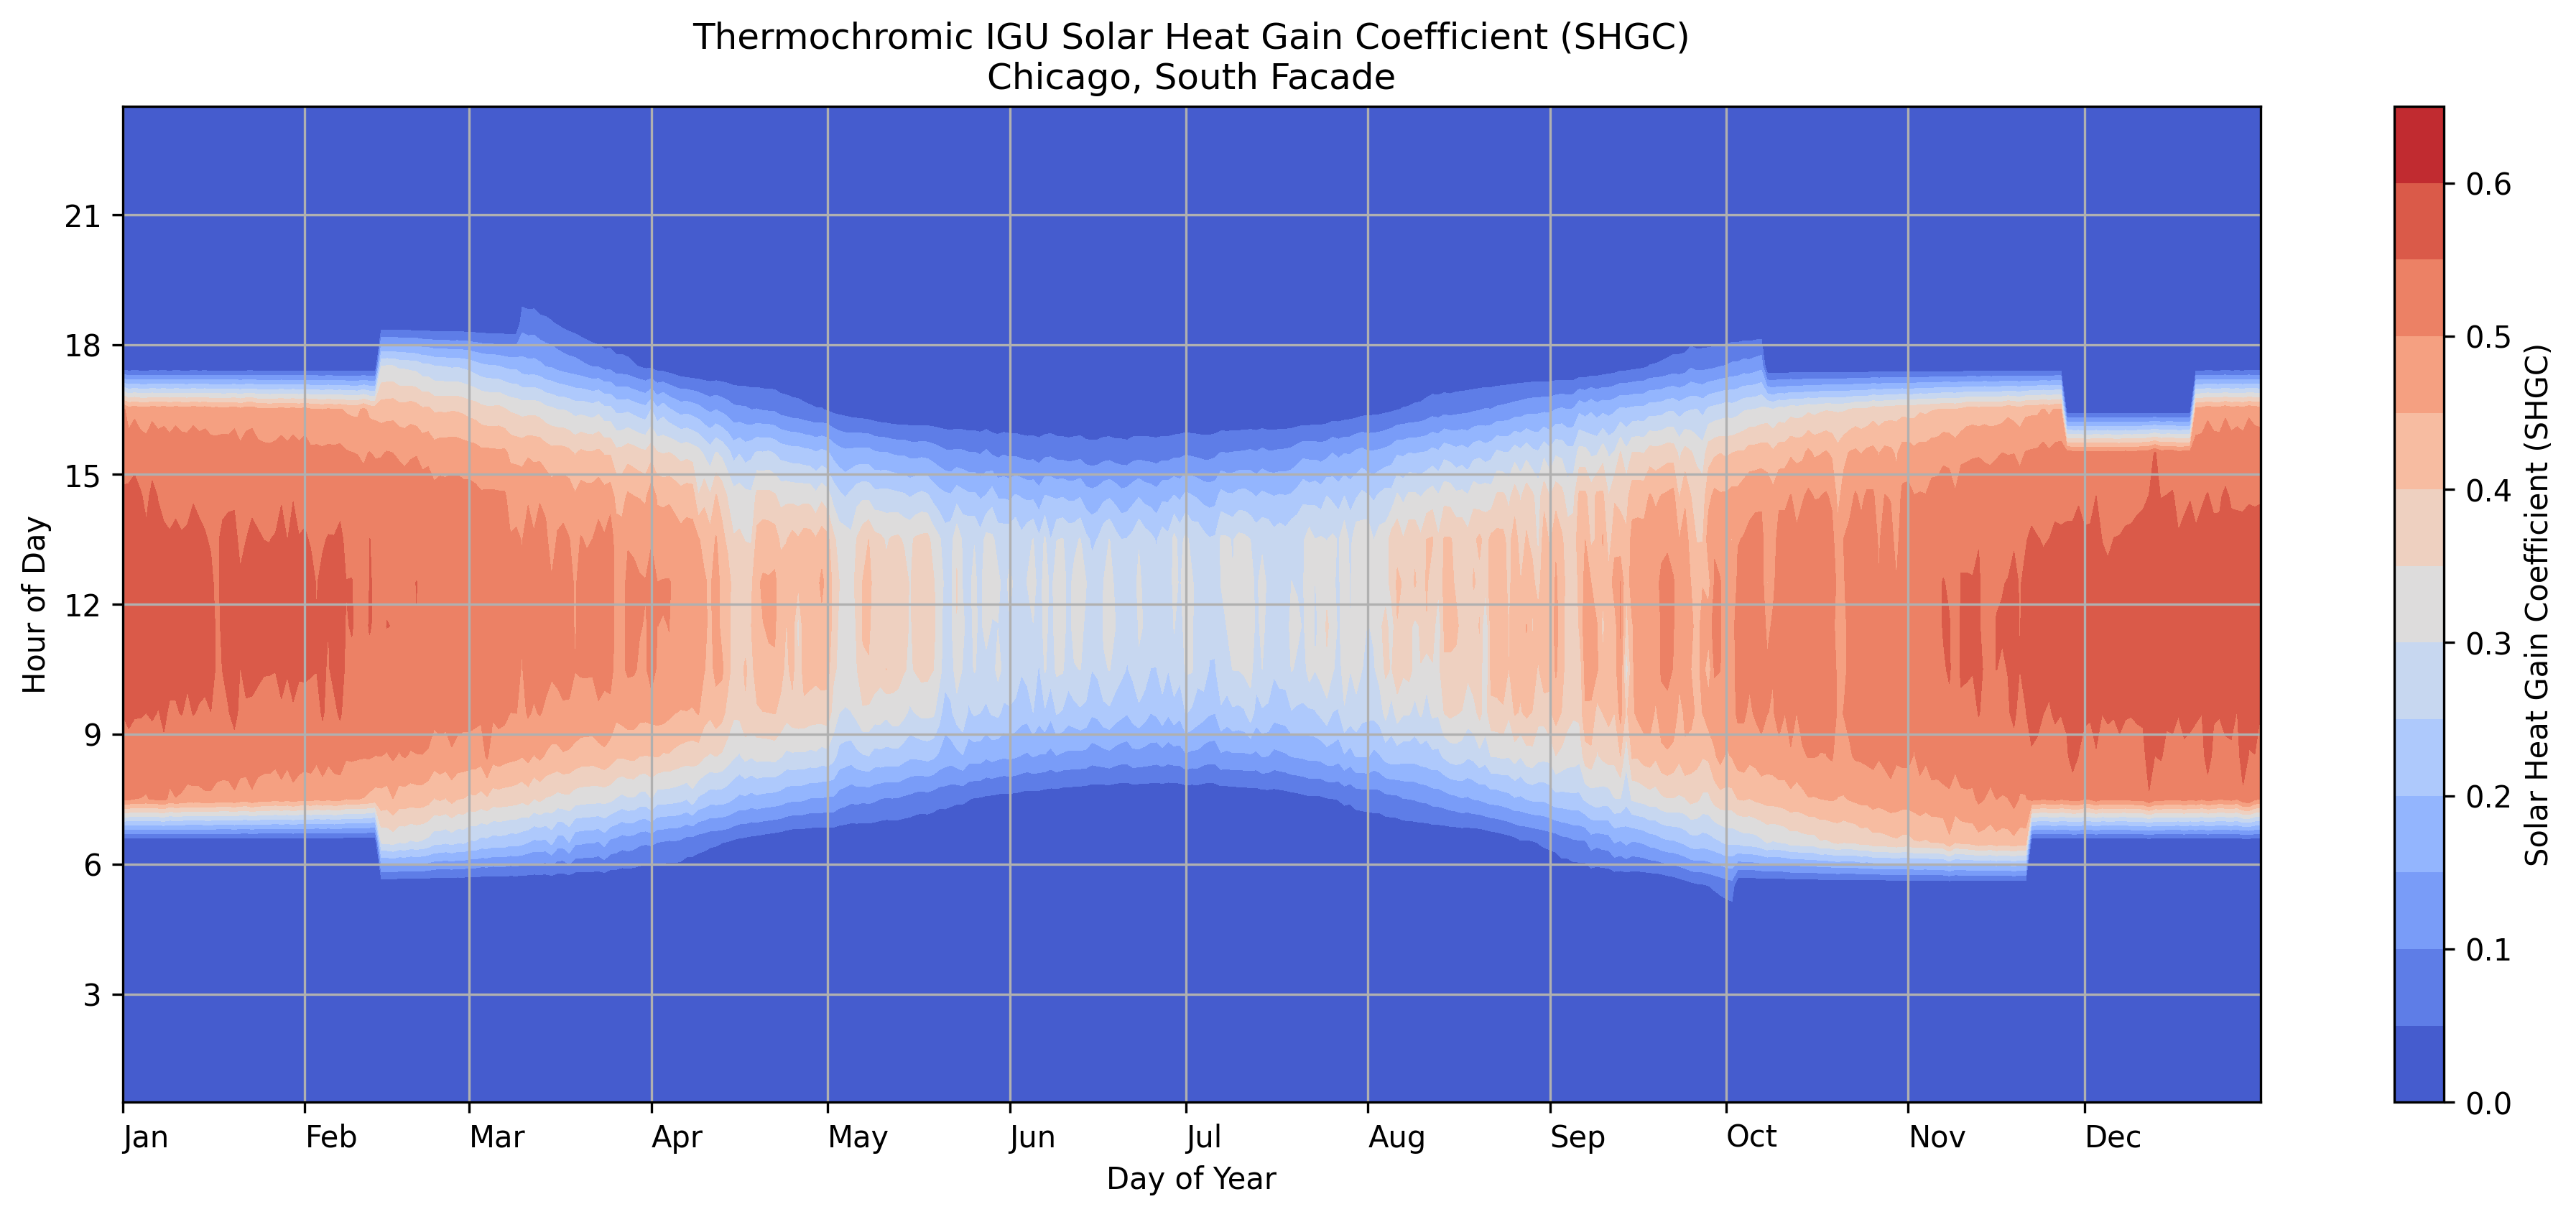 Thermochromic IGU Solar Heat Gain Coefficient (SHGC)
Chicago, South Facade
Hour of Day
21
18
15
12
9
6
3
Jan
Feb
Mar
Apr
May
Jun
Jul
Aug
Sep
Oct
Nov
Dec
Day of Year
0.6
0.5
0.4
0.3
0.2
0.1
0.0
Solar Heat Gain Coefficient (SHGC)